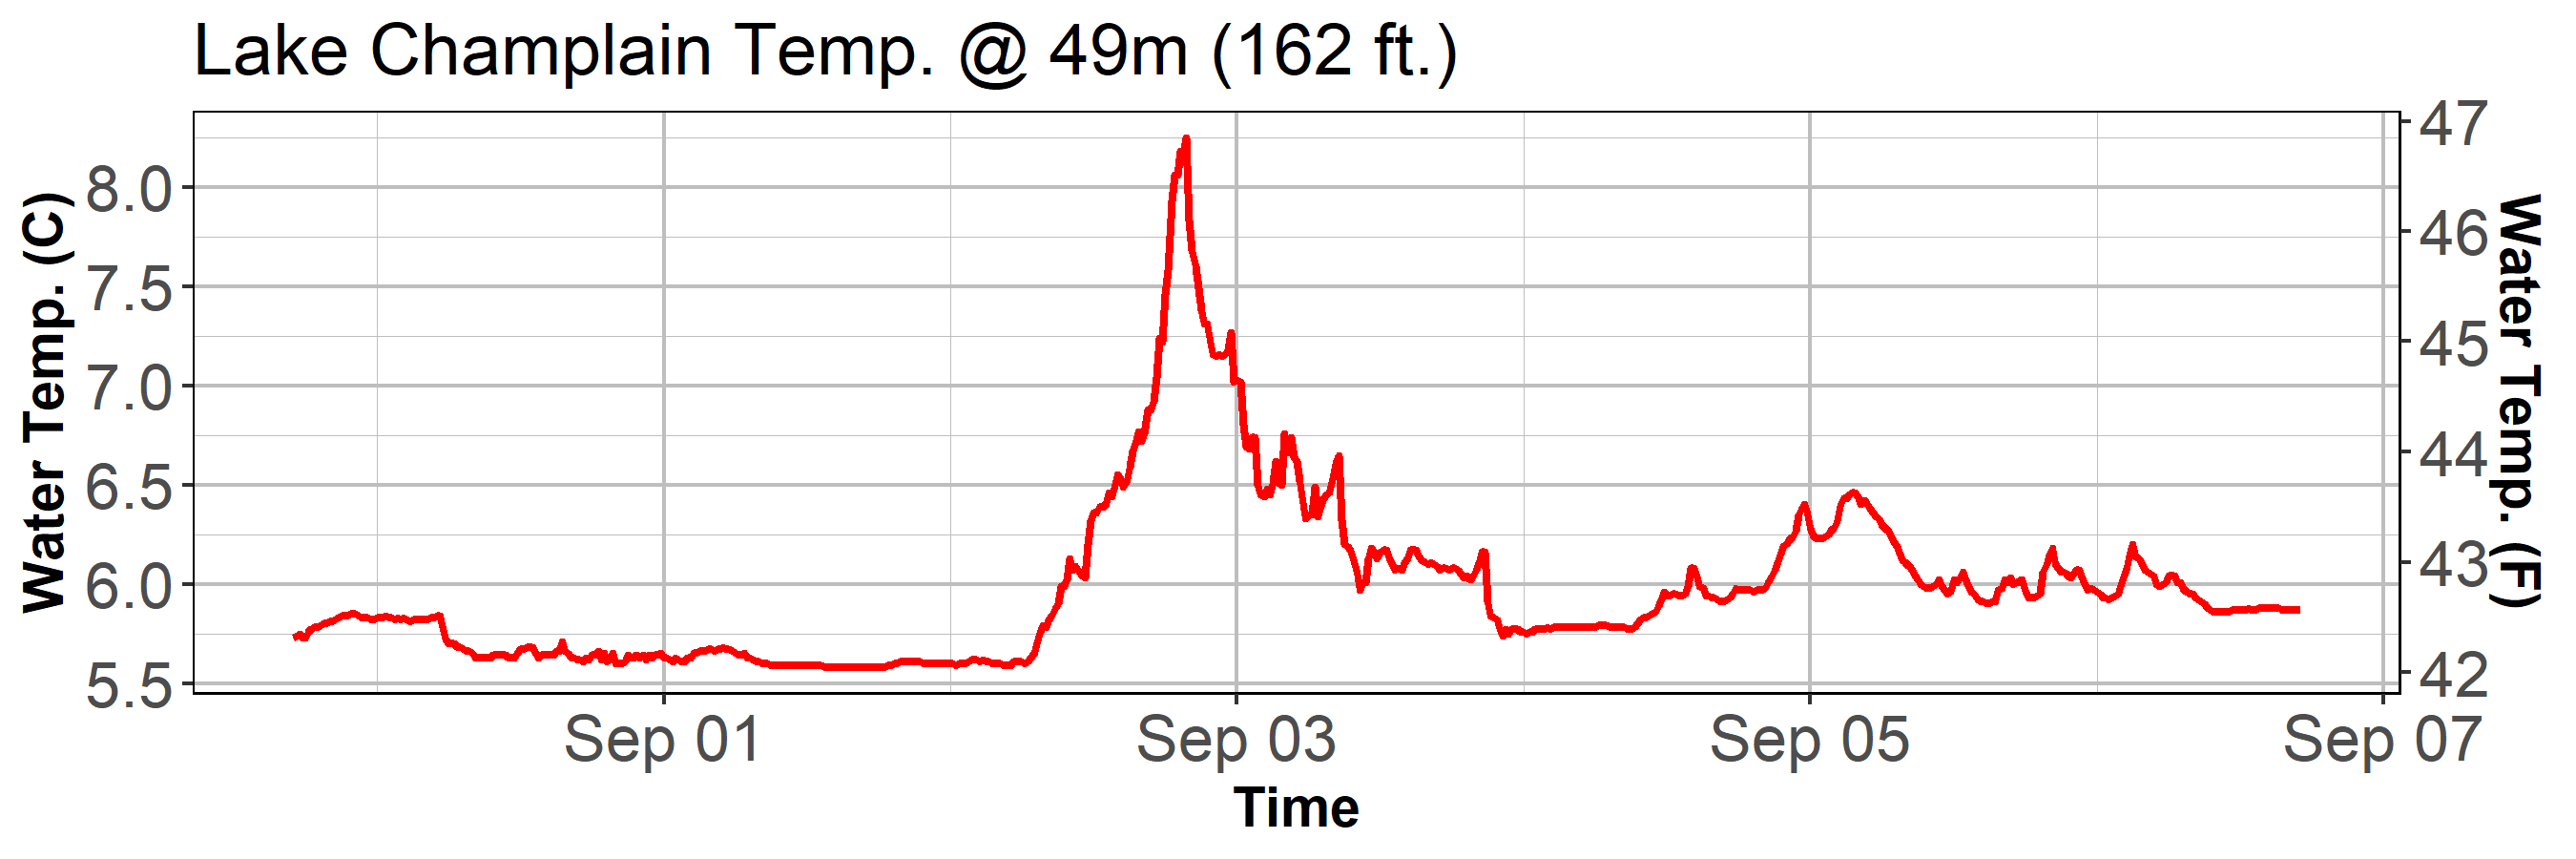 Lake Champlain Temp. @ 49m (162 ft.)
Water Temp. (C)
8.0
7.5
7.0
6.5
6.0
5.5
47
46
45
44
43
42
Water Temp. (F)
Sep 01
Sep 03
Sep 05
Sep 07
Time